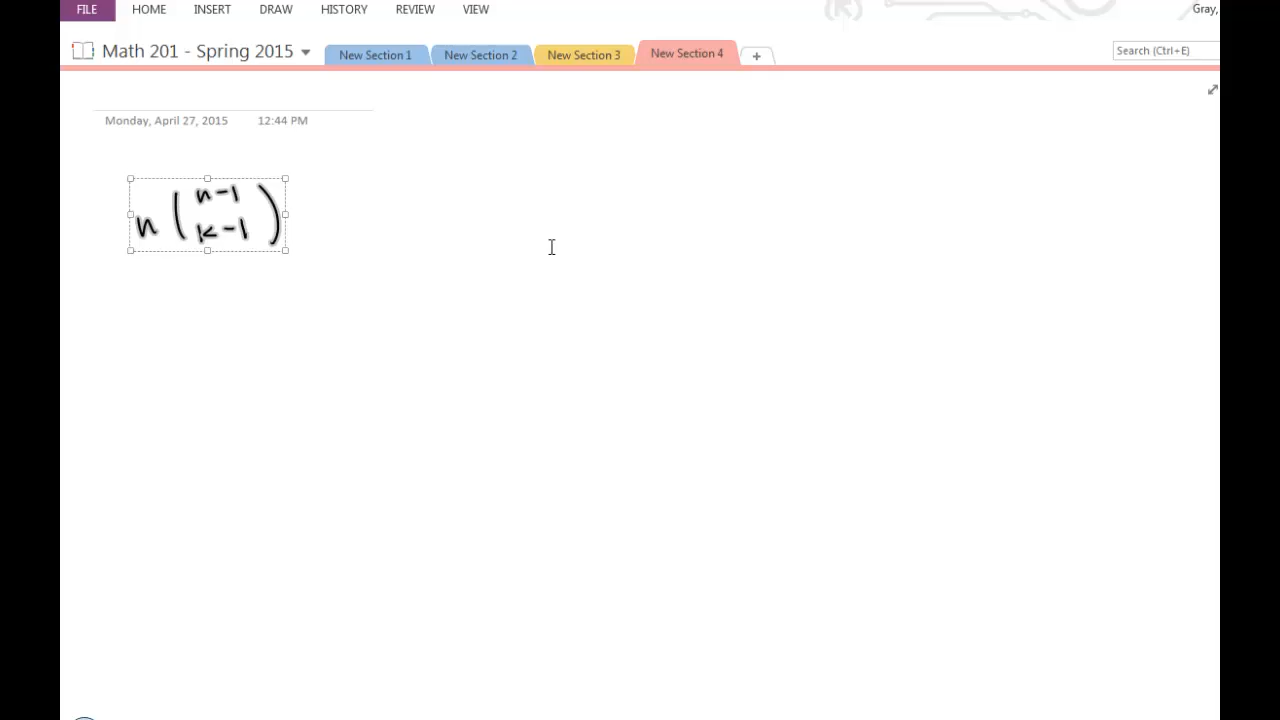 FILE HOME INSERT DRAW HISTORY REVIEW VIEW Gray,
Math 201 - Spring 2015 New Section 1 New Section 2 New Section 3 New Section 4 + Search (Ctrl+E)
Monday, April 27, 2015 12:44 PM
n ( n-1
k-1 )